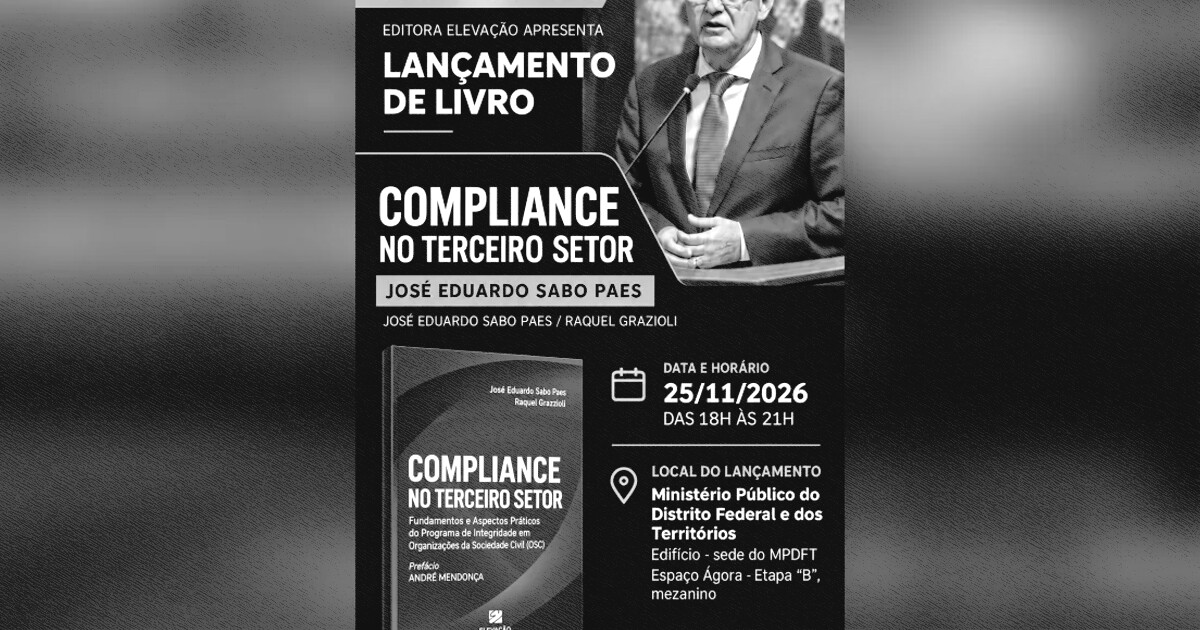 EDITORA ELEVAÇÃO APRESENTA
LANÇAMENTO
DE LIVRO
COMPLIANCE
NO TERCEIRO SETOR
JOSÉ EDUARDO SABO PAES
JOSÉ EDUARDO SABO PAES / RAQUEL GRAZIOLI
José Eduardo Sabo Paes
Raquel Grazzioli
COMPLIANCE
NO TERCEIRO SETOR
Fundamentos e Aspectos Práticos
do Programa de Integridade em
Organizações da Sociedade Civil (OSC)
Prefácio
ANDRÉ MENDONÇA
ELEVAÇÃO
DATA E HORÁRIO
25/11/2026
DAS 18H ÀS 21H
LOCAL DO LANÇAMENTO
Ministério Público do
Distrito Federal e dos
Territórios
Edifício - sede do MPDFT
Espaço Ágora - Etapa “B”,
mezanino